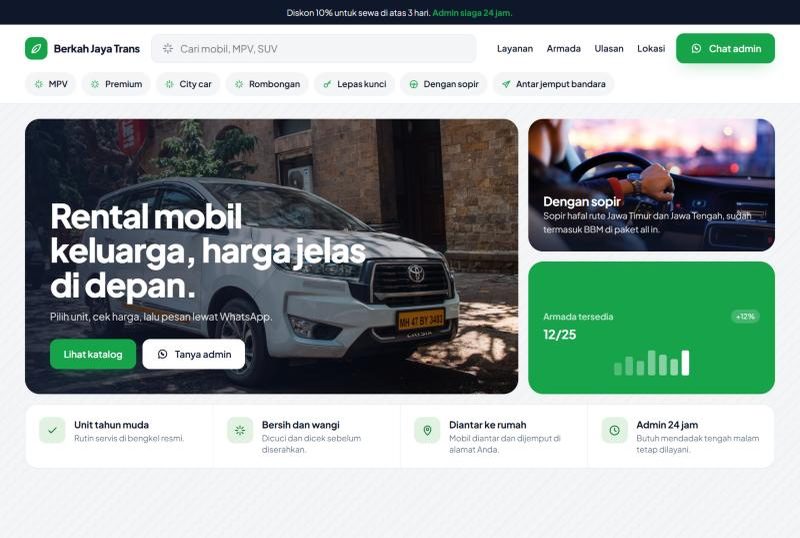 Diskon 10% untuk sewa di atas 3 hari. Admin siaga 24 jam.
Berkah Jaya Trans
Cari mobil, MPV, SUV
Layanan
Armada
Ulasan
Lokasi
Chat admin
MPV
Premium
City car
Rombongan
Lepas kunci
Dengan sopir
Antar jemput bandara
Rental mobil
keluarga, harga jelas
di depan.
Pilih unit, cek harga, lalu pesan lewat WhatsApp.
Lihat katalog
Tanya admin
MH 47 BY 3483
CRYSTA
Dengan sopir
Sopir hafal rute Jawa Timur dan Jawa Tengah, sudah
termasuk BBM di paket all in.
Armada tersedia
+12%
12/25
Unit tahun muda
Rutin servis di bengkel resmi.
Bersih dan wangi
Dicuci dan dicek sebelum
diserahkan.
Diantar ke rumah
Mobil diantar dan dijemput di
alamat Anda.
Admin 24 jam
Butuh mendadak tengah malam
tetap dilayani.